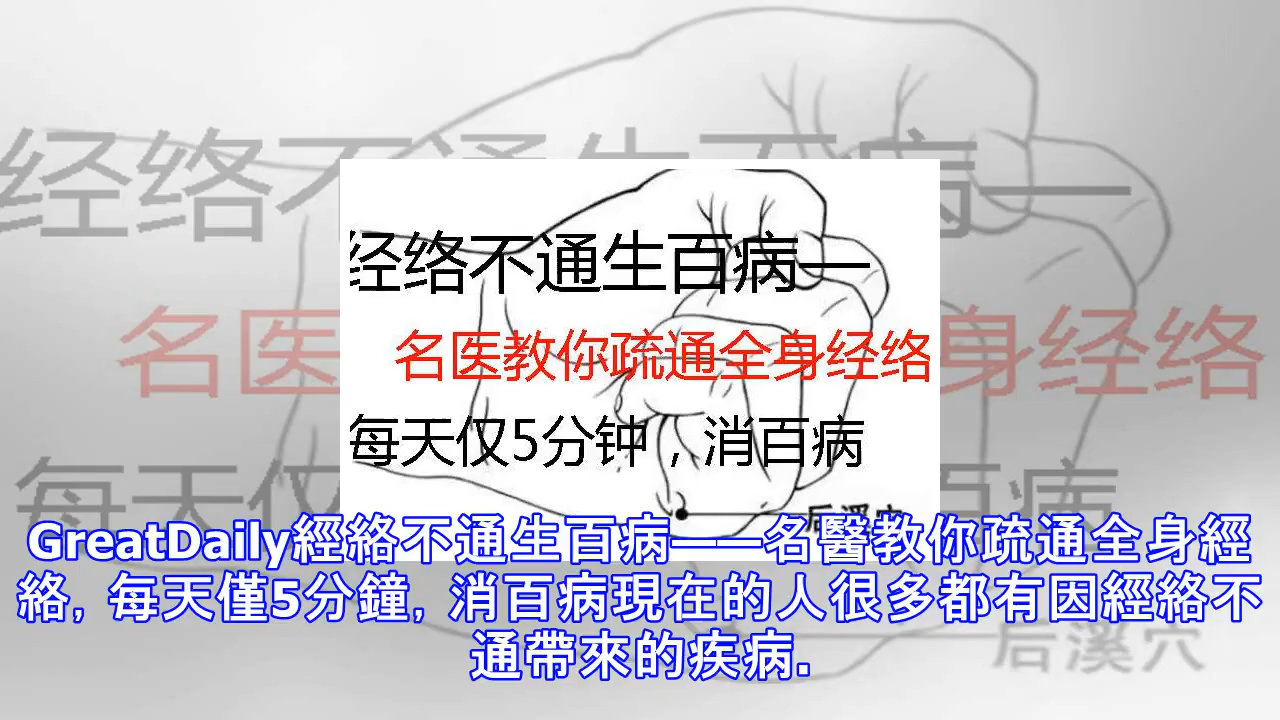 经络不通生百病—
名医教你疏通全身经络
每天仅5分钟，消百病
后溪穴
GreatDaily經絡不通生百病——名醫教你疏通全身經
絡, 每天僅5分鐘, 消百病現在的人很多都有因經絡不
通帶來的疾病.